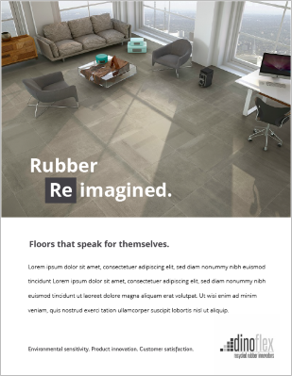 Rubber
Re imagined.
Floors that speak for themselves.
Lorem ipsum dolor sit amet, consectetuer adipiscing elit, sed diam nonummy nibh euismod
tincidunt Lorem ipsum dolor sit amet, consectetuer adipiscing elit, sed diam nonummy nibh
euismod tincidunt ut laoreet dolore magna aliquam erat volutpat. Ut wisi enim ad minim
veniam, quis nostrud exerci tation ullamcorper suscipit lobortis nisl ut aliquip.
Environmental sensitivity. Product innovation. Customer satisfaction.
dinoflex
recycled rubber innovators